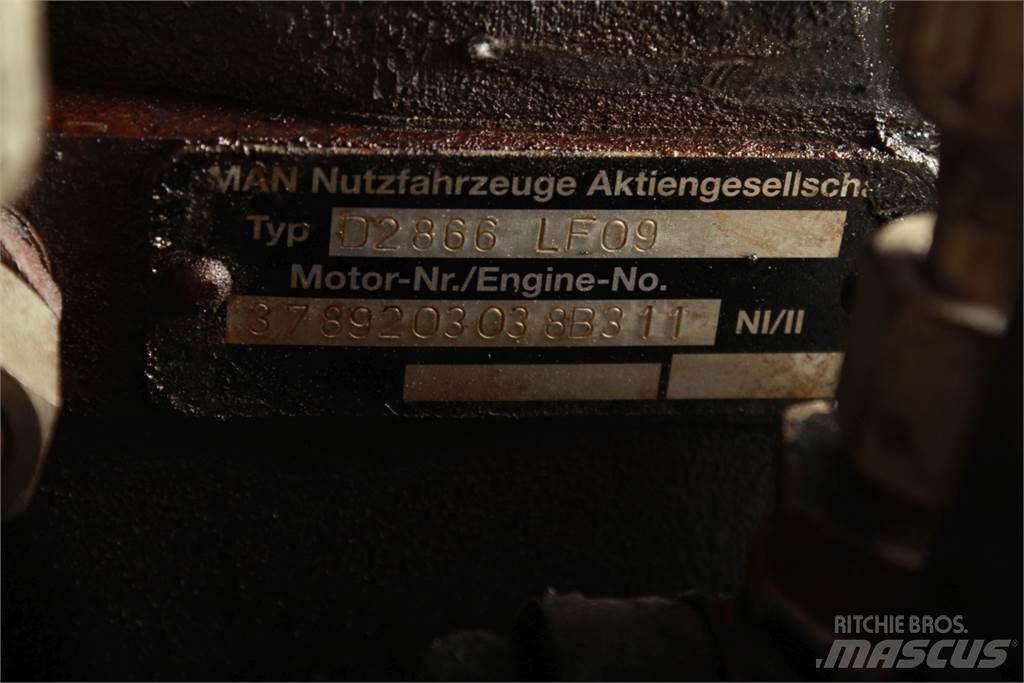 MAN Nutzfahrzeuge Aktiengesellscha
Typ D2866 LF09
Motor-Nr./Engine-No.
3789203038B311 NI/II
RITCHIE BROS.
MASCUS